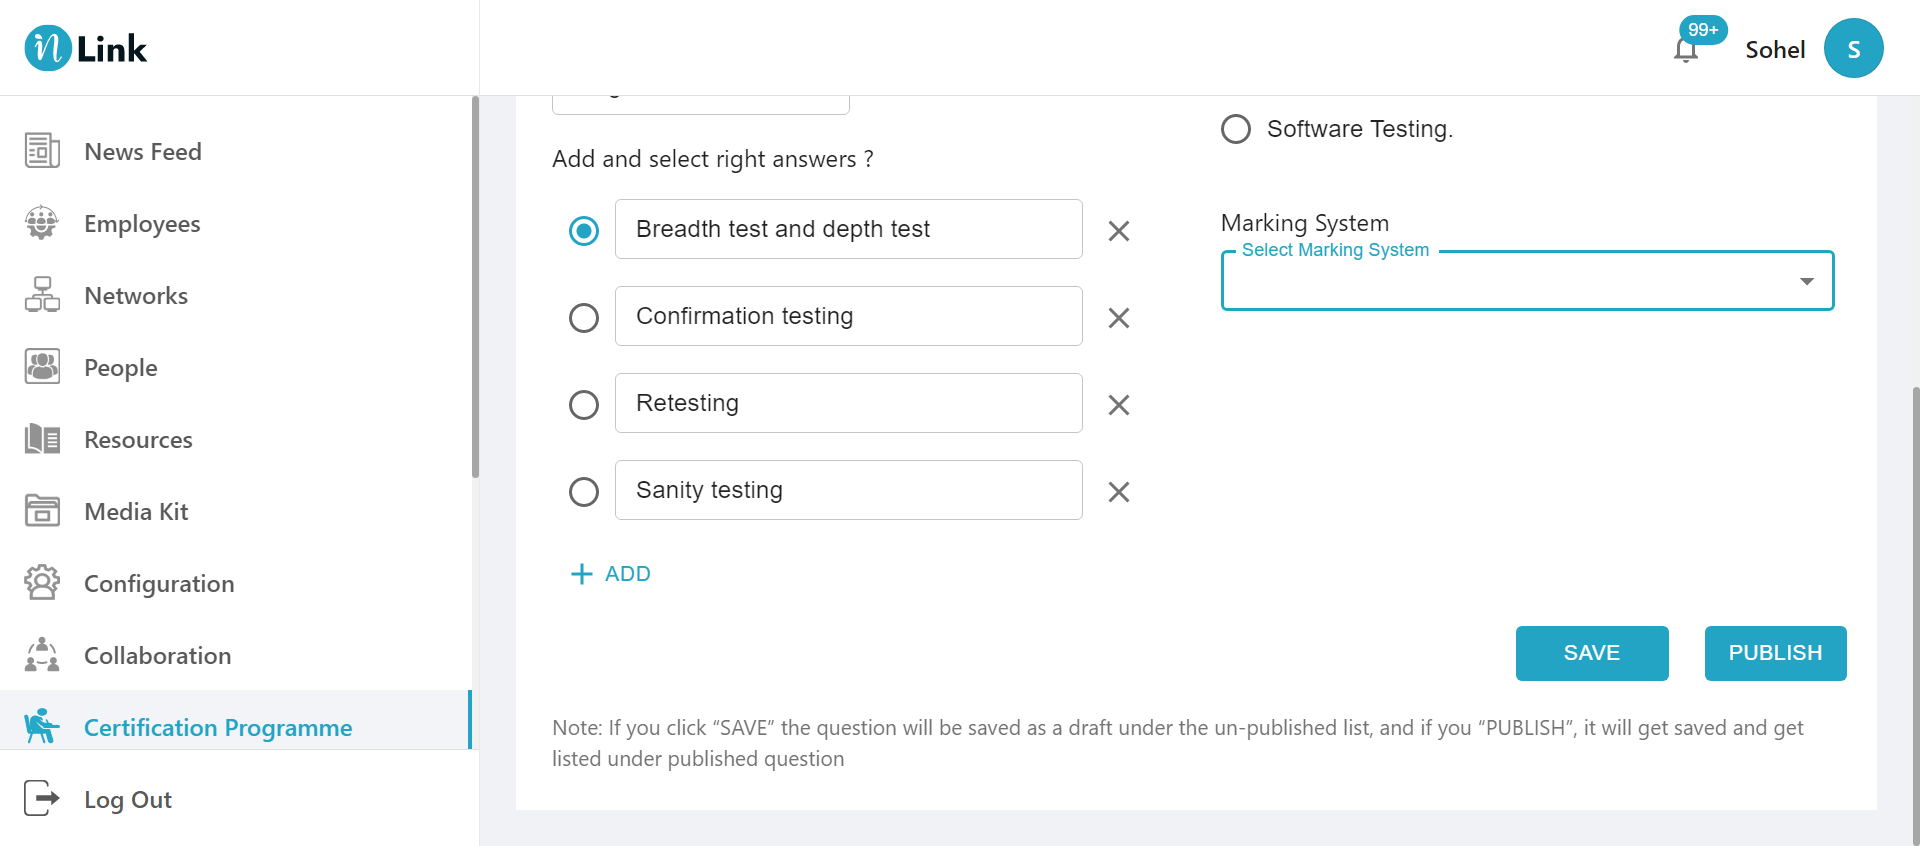 n Link
99+
Sohel
S
News Feed
Employees
Networks
People
Resources
Media Kit
Configuration
Collaboration
Certification Programme
Log Out
Add and select right answers ?
Breadth test and depth test
Confirmation testing
Retesting
Sanity testing
ADD
Software Testing.
Marking System
Select Marking System
SAVE
PUBLISH
Note: If you click “SAVE” the question will be saved as a draft under the un-published list, and if you “PUBLISH”, it will get saved and get
listed under published question